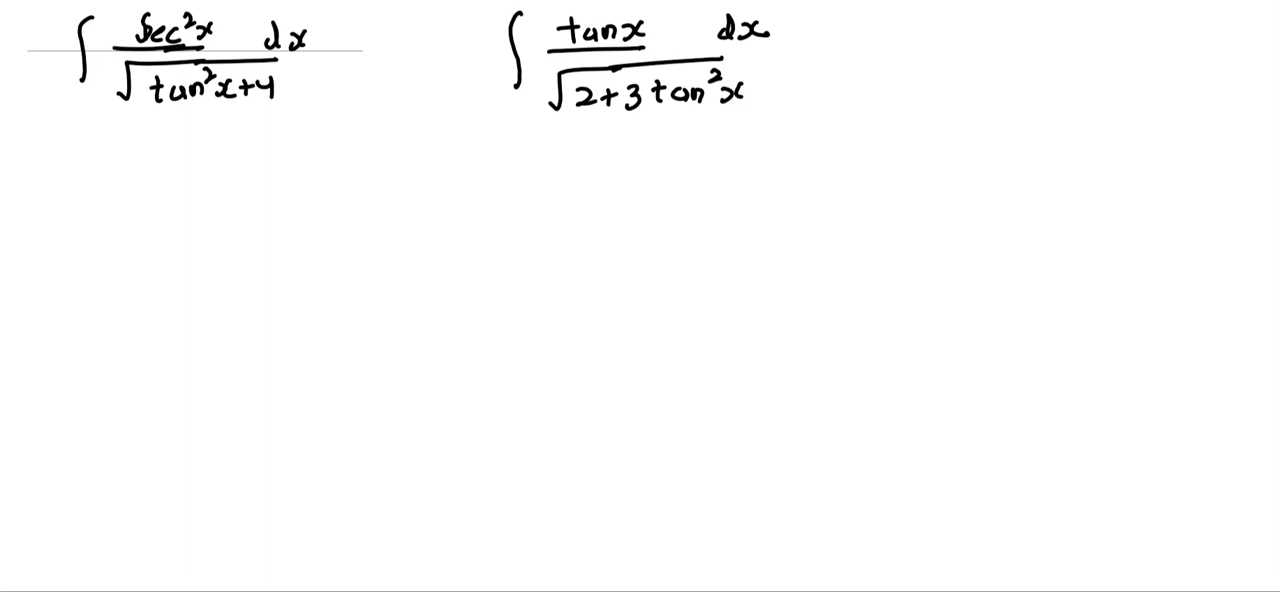 ∫ sec²x/√(tan²x+4) dx
∫ tanx/√(2+3tan²x) dx